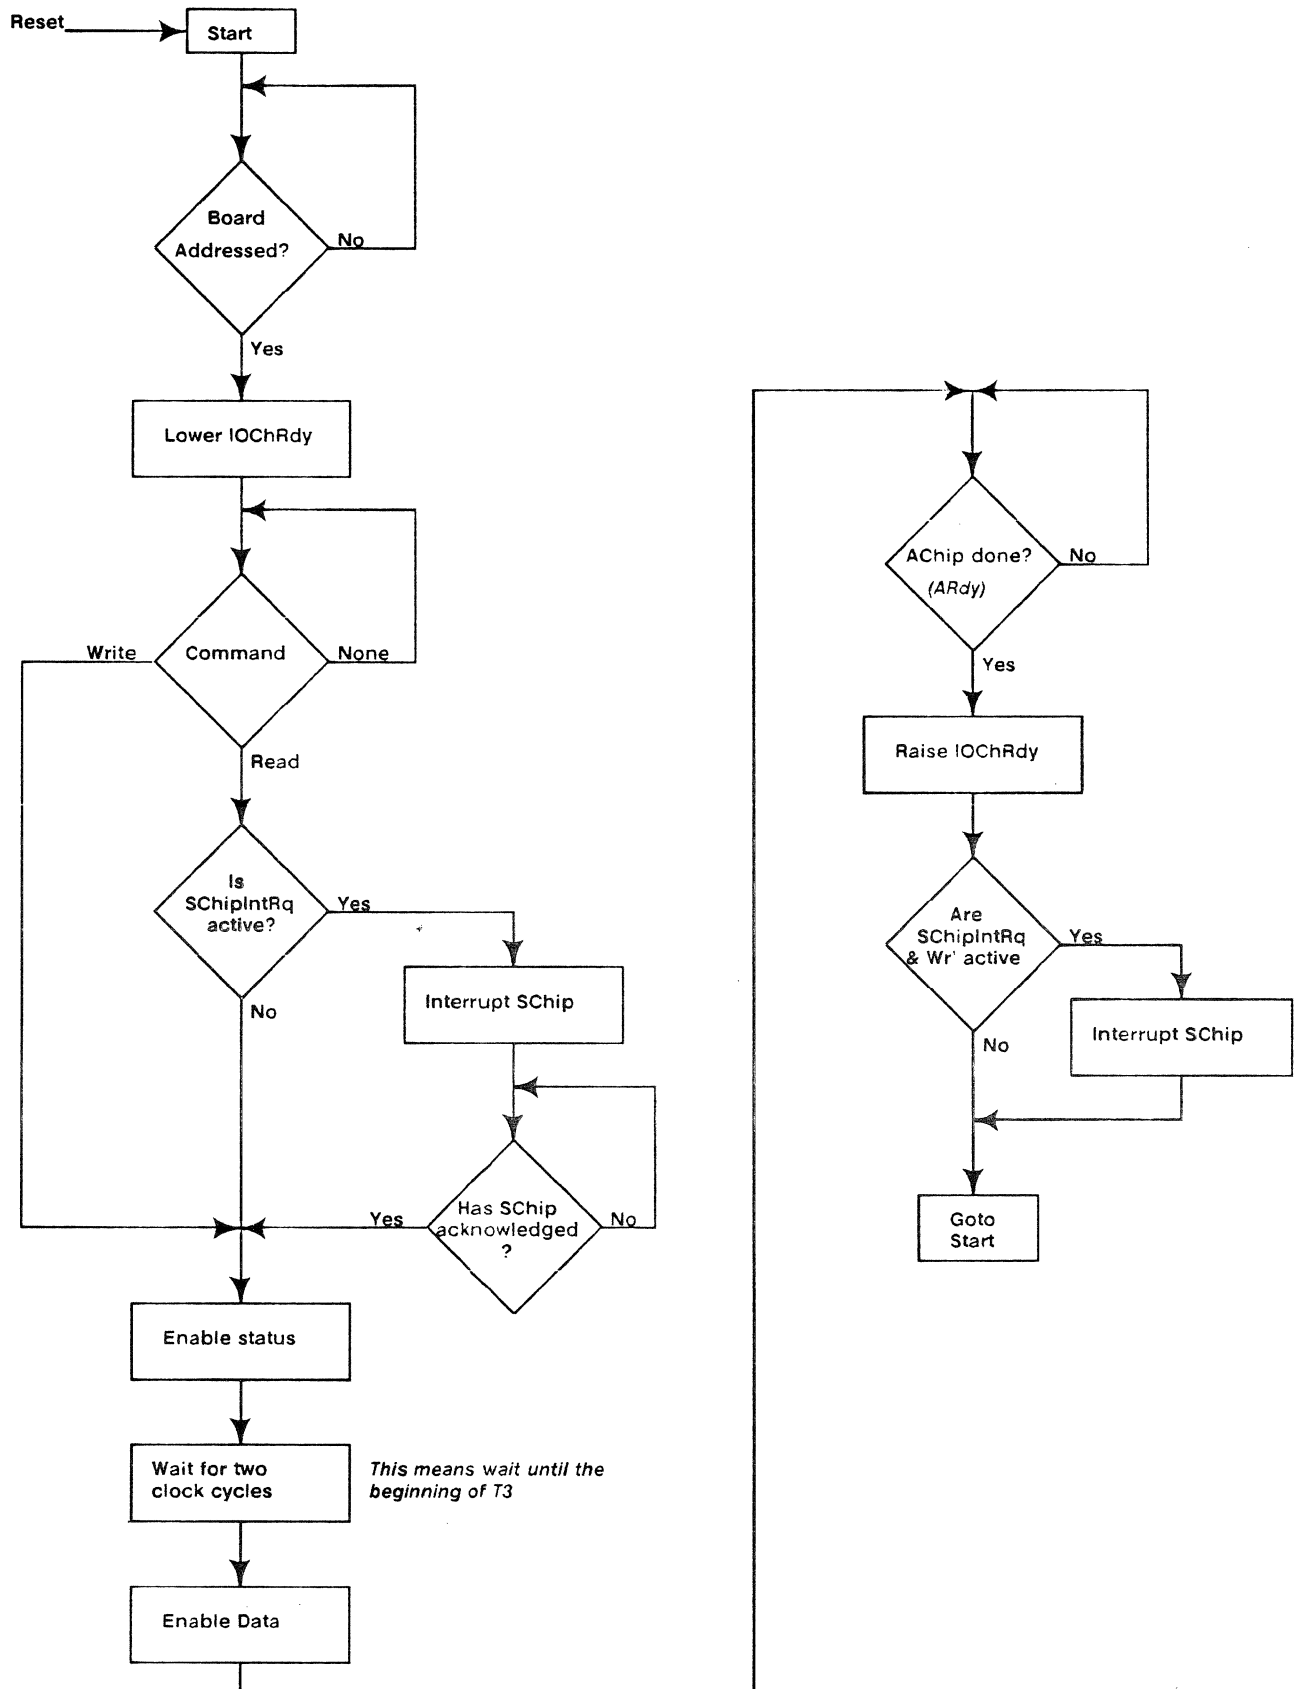 Reset
Start
Board
Addressed?
No
Yes
Lower IOChRdy
Write
Command
None
Read
Is
SChipIntRq
active?
Yes
No
Interrupt SChip
Has SChip
acknowledged
?
Yes
No
Enable status
Wait for two
clock cycles
This means wait until the
beginning of T3
Enable Data
AChip done?
(ARdy)
No
Yes
Raise IOChRdy
Are
SChipIntRq
& Wr' active
Yes
No
Interrupt SChip
Goto
Start